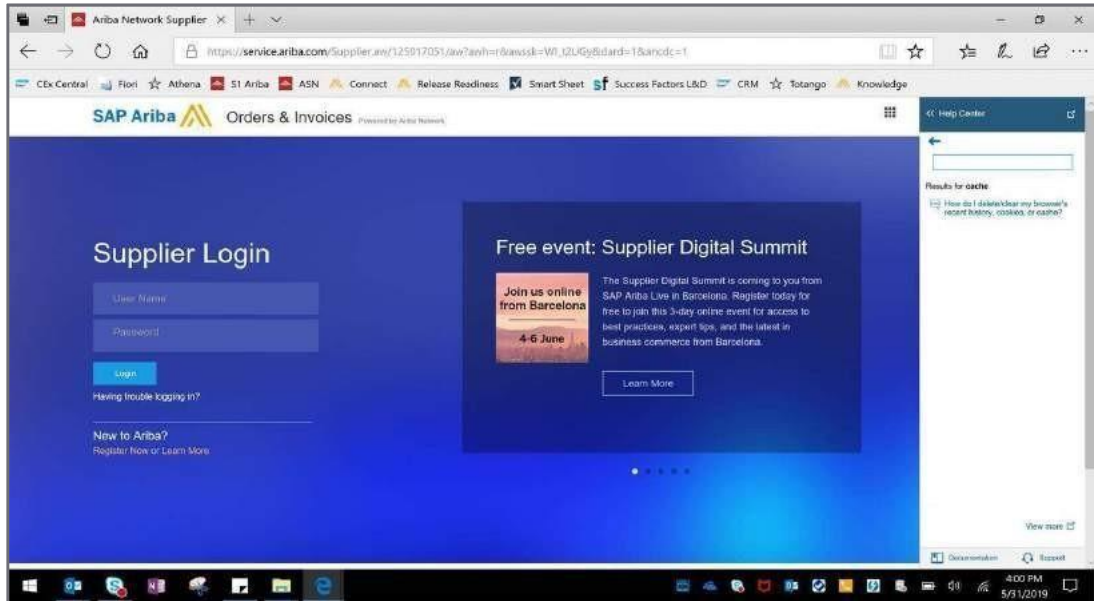 Ariba Network Supplier
https://service.ariba.com/Supplier.aw/125017051/aw?awh=r&awssk=WI_I2UGy&dard=1&ancdc=1
CEx Central Fiori Athena S1 Ariba ASN Connect Release Readiness Smart Sheet Success Factors L&D CRM Totango Knowledge
SAP Ariba Orders & Invoices Powered by Ariba Network
<< Help Center
Results for cache
How do I delete/clear my browser's
recent history, cookies, or cache?
Supplier Login
User Name
Password
Login
Having trouble logging in?
New to Ariba?
Register Now or Learn More
Free event: Supplier Digital Summit
Join us online
from Barcelona
4-6 June
The Supplier Digital Summit is coming to you from
SAP Ariba Live in Barcelona. Register today for
free to join this 3-day online event for access to
best practices, expert tips, and the latest in
business commerce from Barcelona.
Learn More
View more
Documentation Support
4:00 PM
5/31/2019